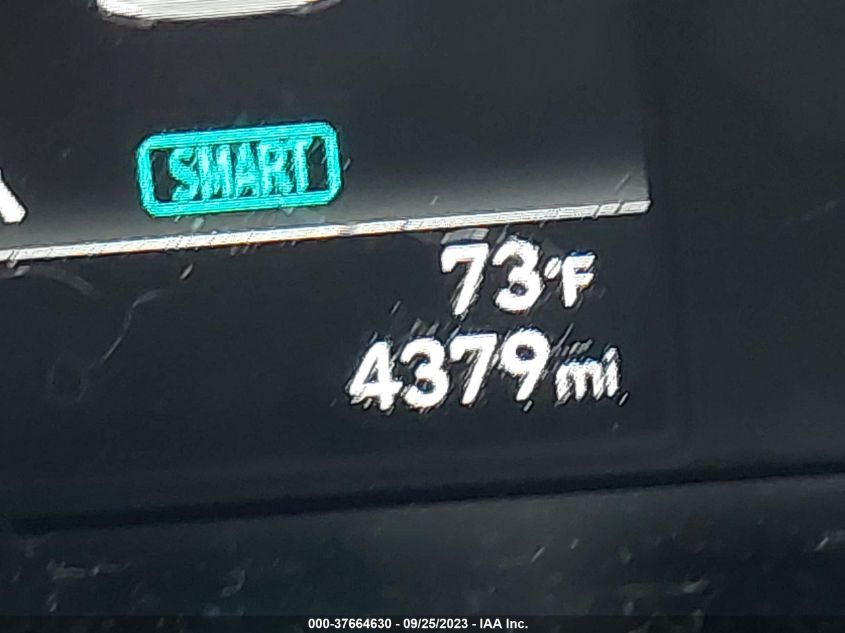 SMART
73°F
4379 mi
000-37664630 - 09/25/2023 - IAA Inc.